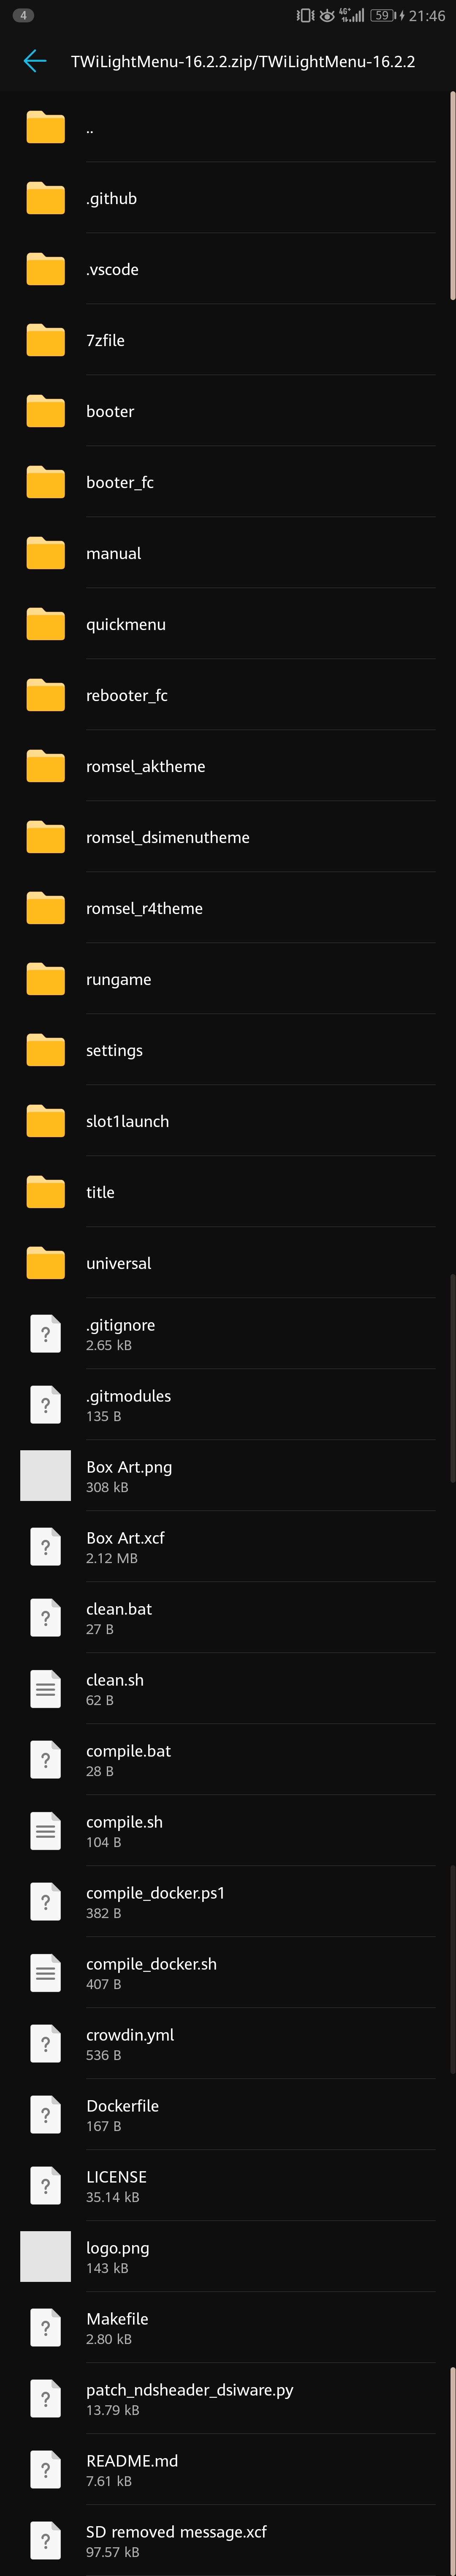 4
4G+ 59 21:46
TWiLightMenu-16.2.2.zip/TWiLightMenu-16.2.2
..
.github
.vscode
7zfile
booter
booter_fc
manual
quickmenu
rebooter_fc
romsel_aktheme
romsel_dsimenutheme
romsel_r4theme
rungame
settings
slot1launch
title
universal
.gitignore
2.65 kB
.gitmodules
135 B
Box Art.png
308 kB
Box Art.xcf
2.12 MB
clean.bat
27 B
clean.sh
62 B
compile.bat
28 B
compile.sh
104 B
compile_docker.ps1
382 B
compile_docker.sh
407 B
crowdin.yml
536 B
Dockerfile
167 B
LICENSE
35.14 kB
logo.png
143 kB
Makefile
2.80 kB
patch_ndsheader_dsiware.py
13.79 kB
README.md
7.61 kB
SD removed message.xcf
97.57 kB